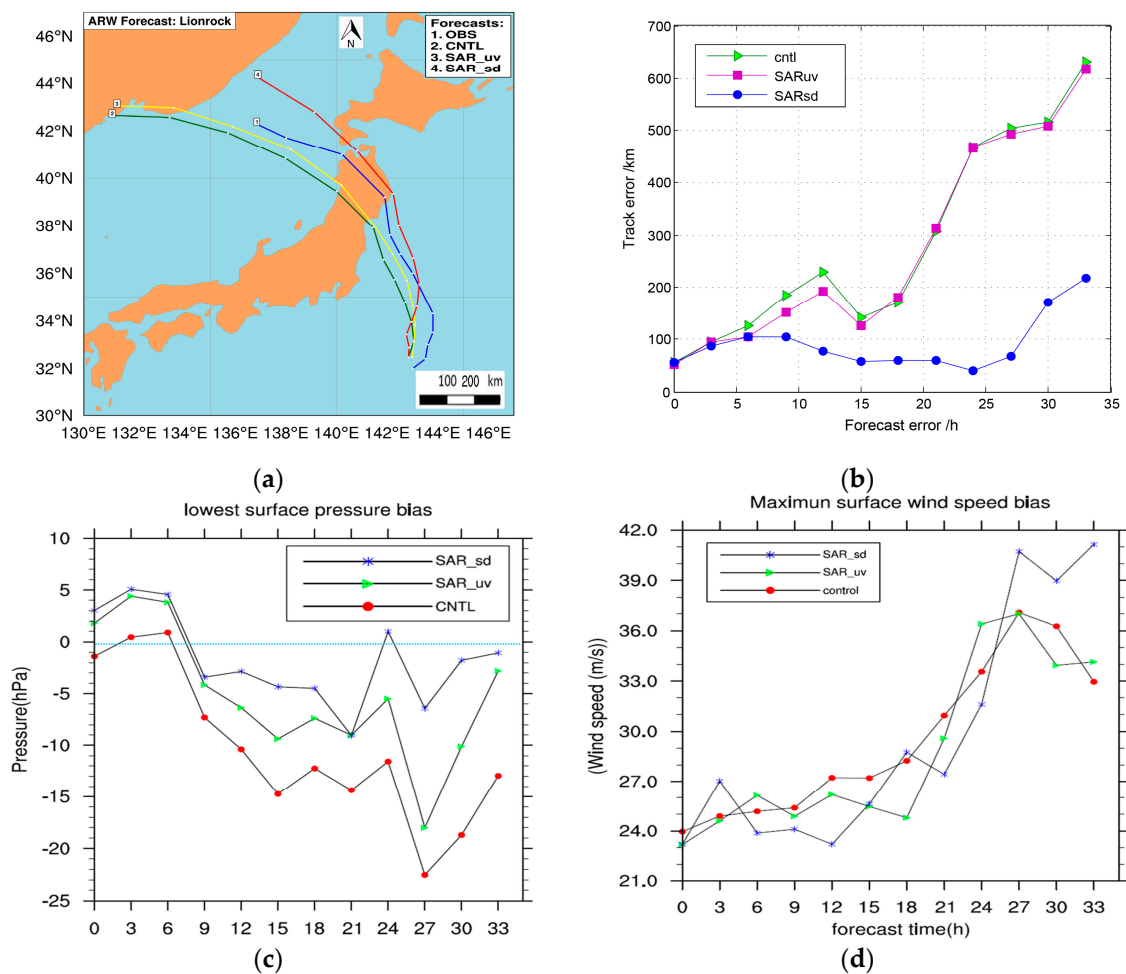 ARW Forecast: Lionrock
Forecasts:
1. OBS
2. CNTL
3. SAR_uv
4. SAR_sd
N
46°N
44°N
42°N
40°N
38°N
36°N
34°N
32°N
30°N
4
3
2
1
100 200 km
130°E 132°E 134°E 136°E 138°E 140°E 142°E 144°E 146°E
(a)
700
600
500
400
300
200
100
0
Track error /km
cntl
SARuv
SARsd
0 5 10 15 20 25 30 35
Forecast error /h
(b)
lowest surface pressure bias
10
5
0
-5
-10
-15
-20
-25
Pressure(hPa)
SAR_sd
SAR_uv
CNTL
0 3 6 9 12 15 18 21 24 27 30 33
(c)
Maximun surface wind speed bias
42.0
39.0
36.0
33.0
30.0
27.0
24.0
21.0
(Wind speed (m/s)
SAR_sd
SAR_uv
control
0 3 6 9 12 15 18 21 24 27 30 33
forecast time(h)
(d)